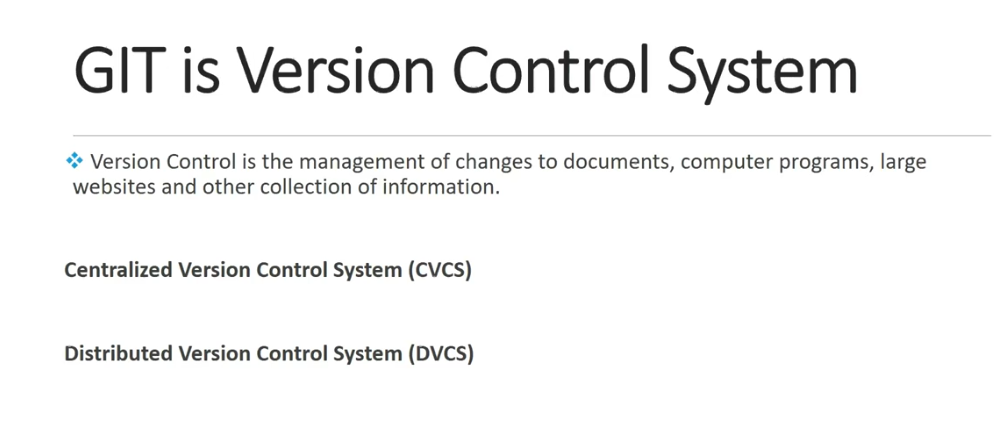 GIT is Version Control System
❖ Version Control is the management of changes to documents, computer programs, large
websites and other collection of information.
Centralized Version Control System (CVCS)
Distributed Version Control System (DVCS)